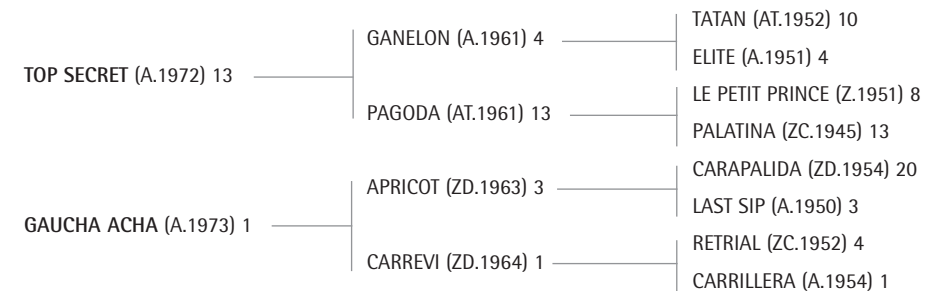 TATAN (AT.1952) 10
GANELON (A.1961) 4
ELITE (A.1951) 4
TOP SECRET (A.1972) 13
LE PETIT PRINCE (Z.1951) 8
PAGODA (AT.1961) 13
PALATINA (ZC.1945) 13
CARAPALIDA (ZD.1954) 20
APRICOT (ZD.1963) 3
LAST SIP (A.1950) 3
GAUCHA ACHA (A.1973) 1
RETRIAL (ZC.1952) 4
CARREVI (ZD.1964) 1
CARRILLERA (A.1954) 1